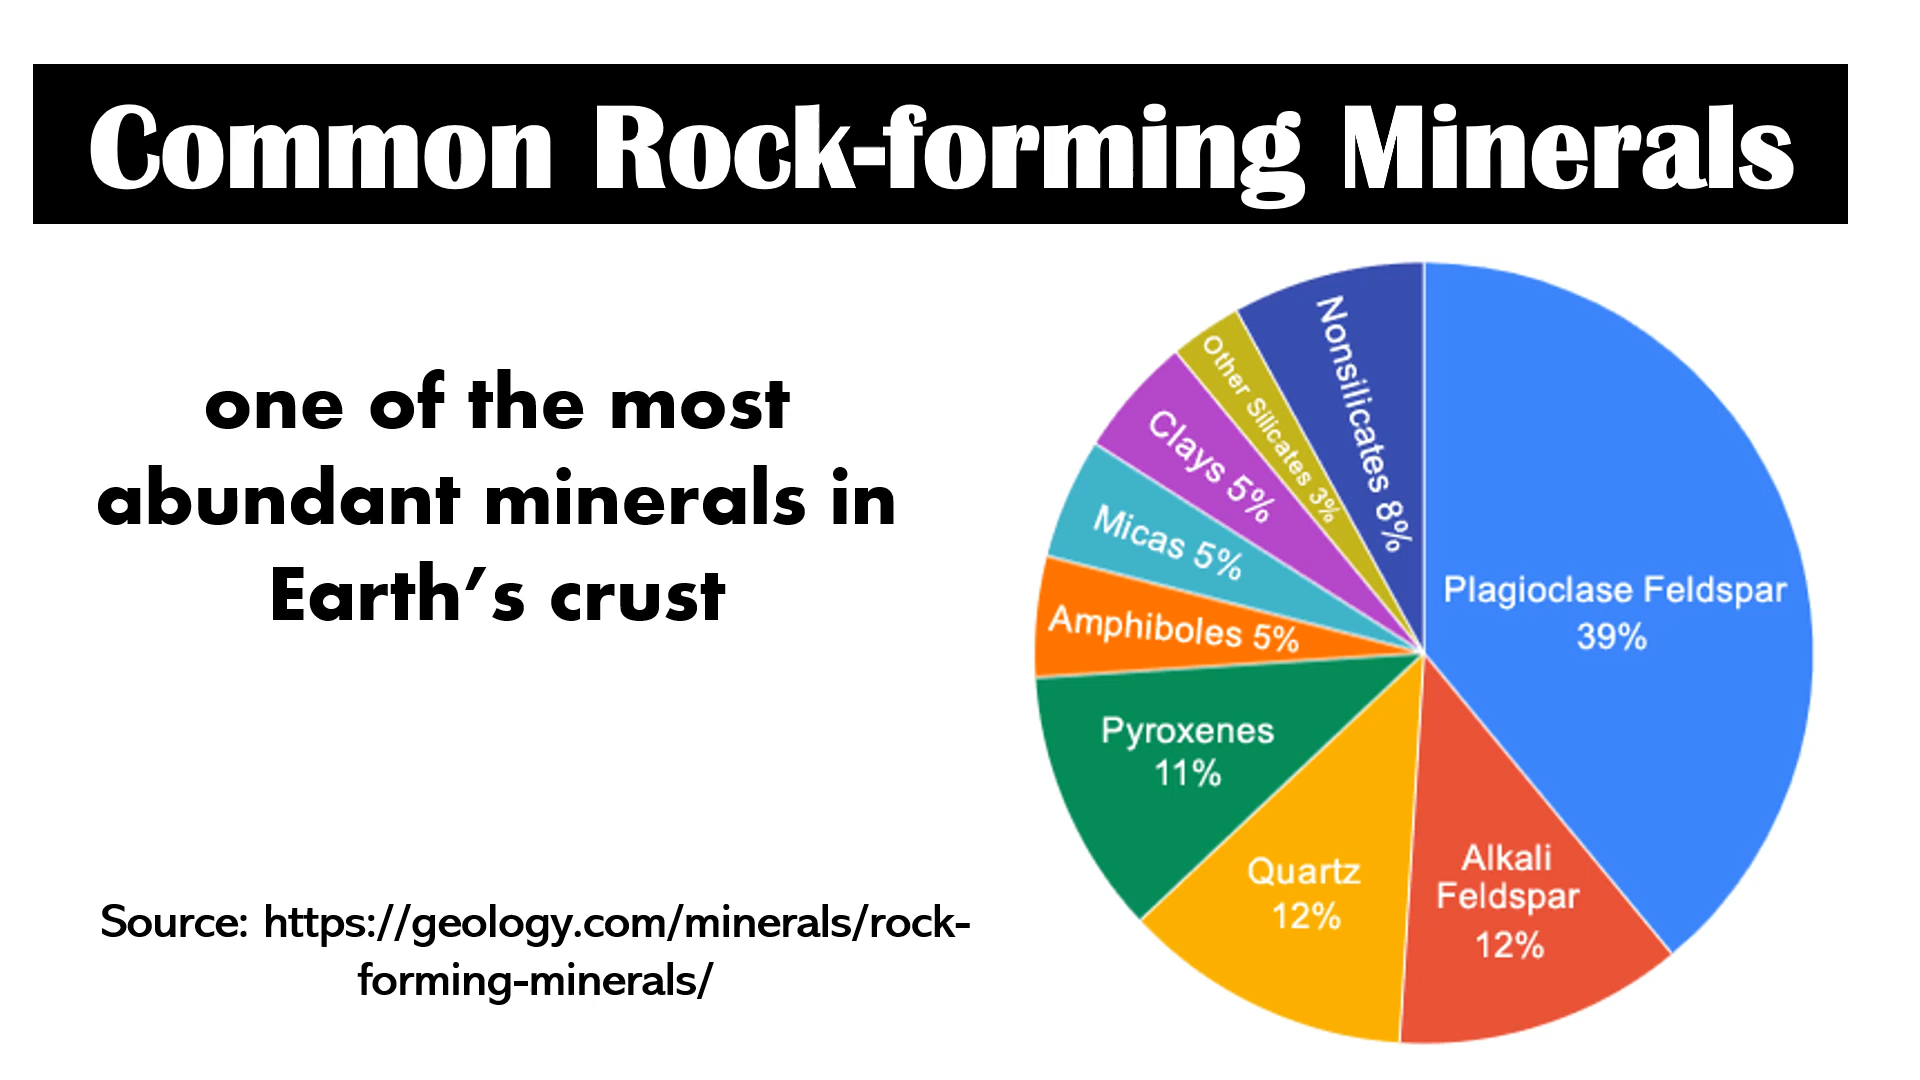 Common Rock-forming Minerals
one of the most
abundant minerals in
Earth’s crust
Source: https://geology.com/minerals/rock-
forming-minerals/
Plagioclase Feldspar
39%
Alkali
Feldspar
12%
Quartz
12%
Pyroxenes
11%
Amphiboles 5%
Micas 5%
Clays 5%
Other Silicates 3%
Nonsilicates 8%